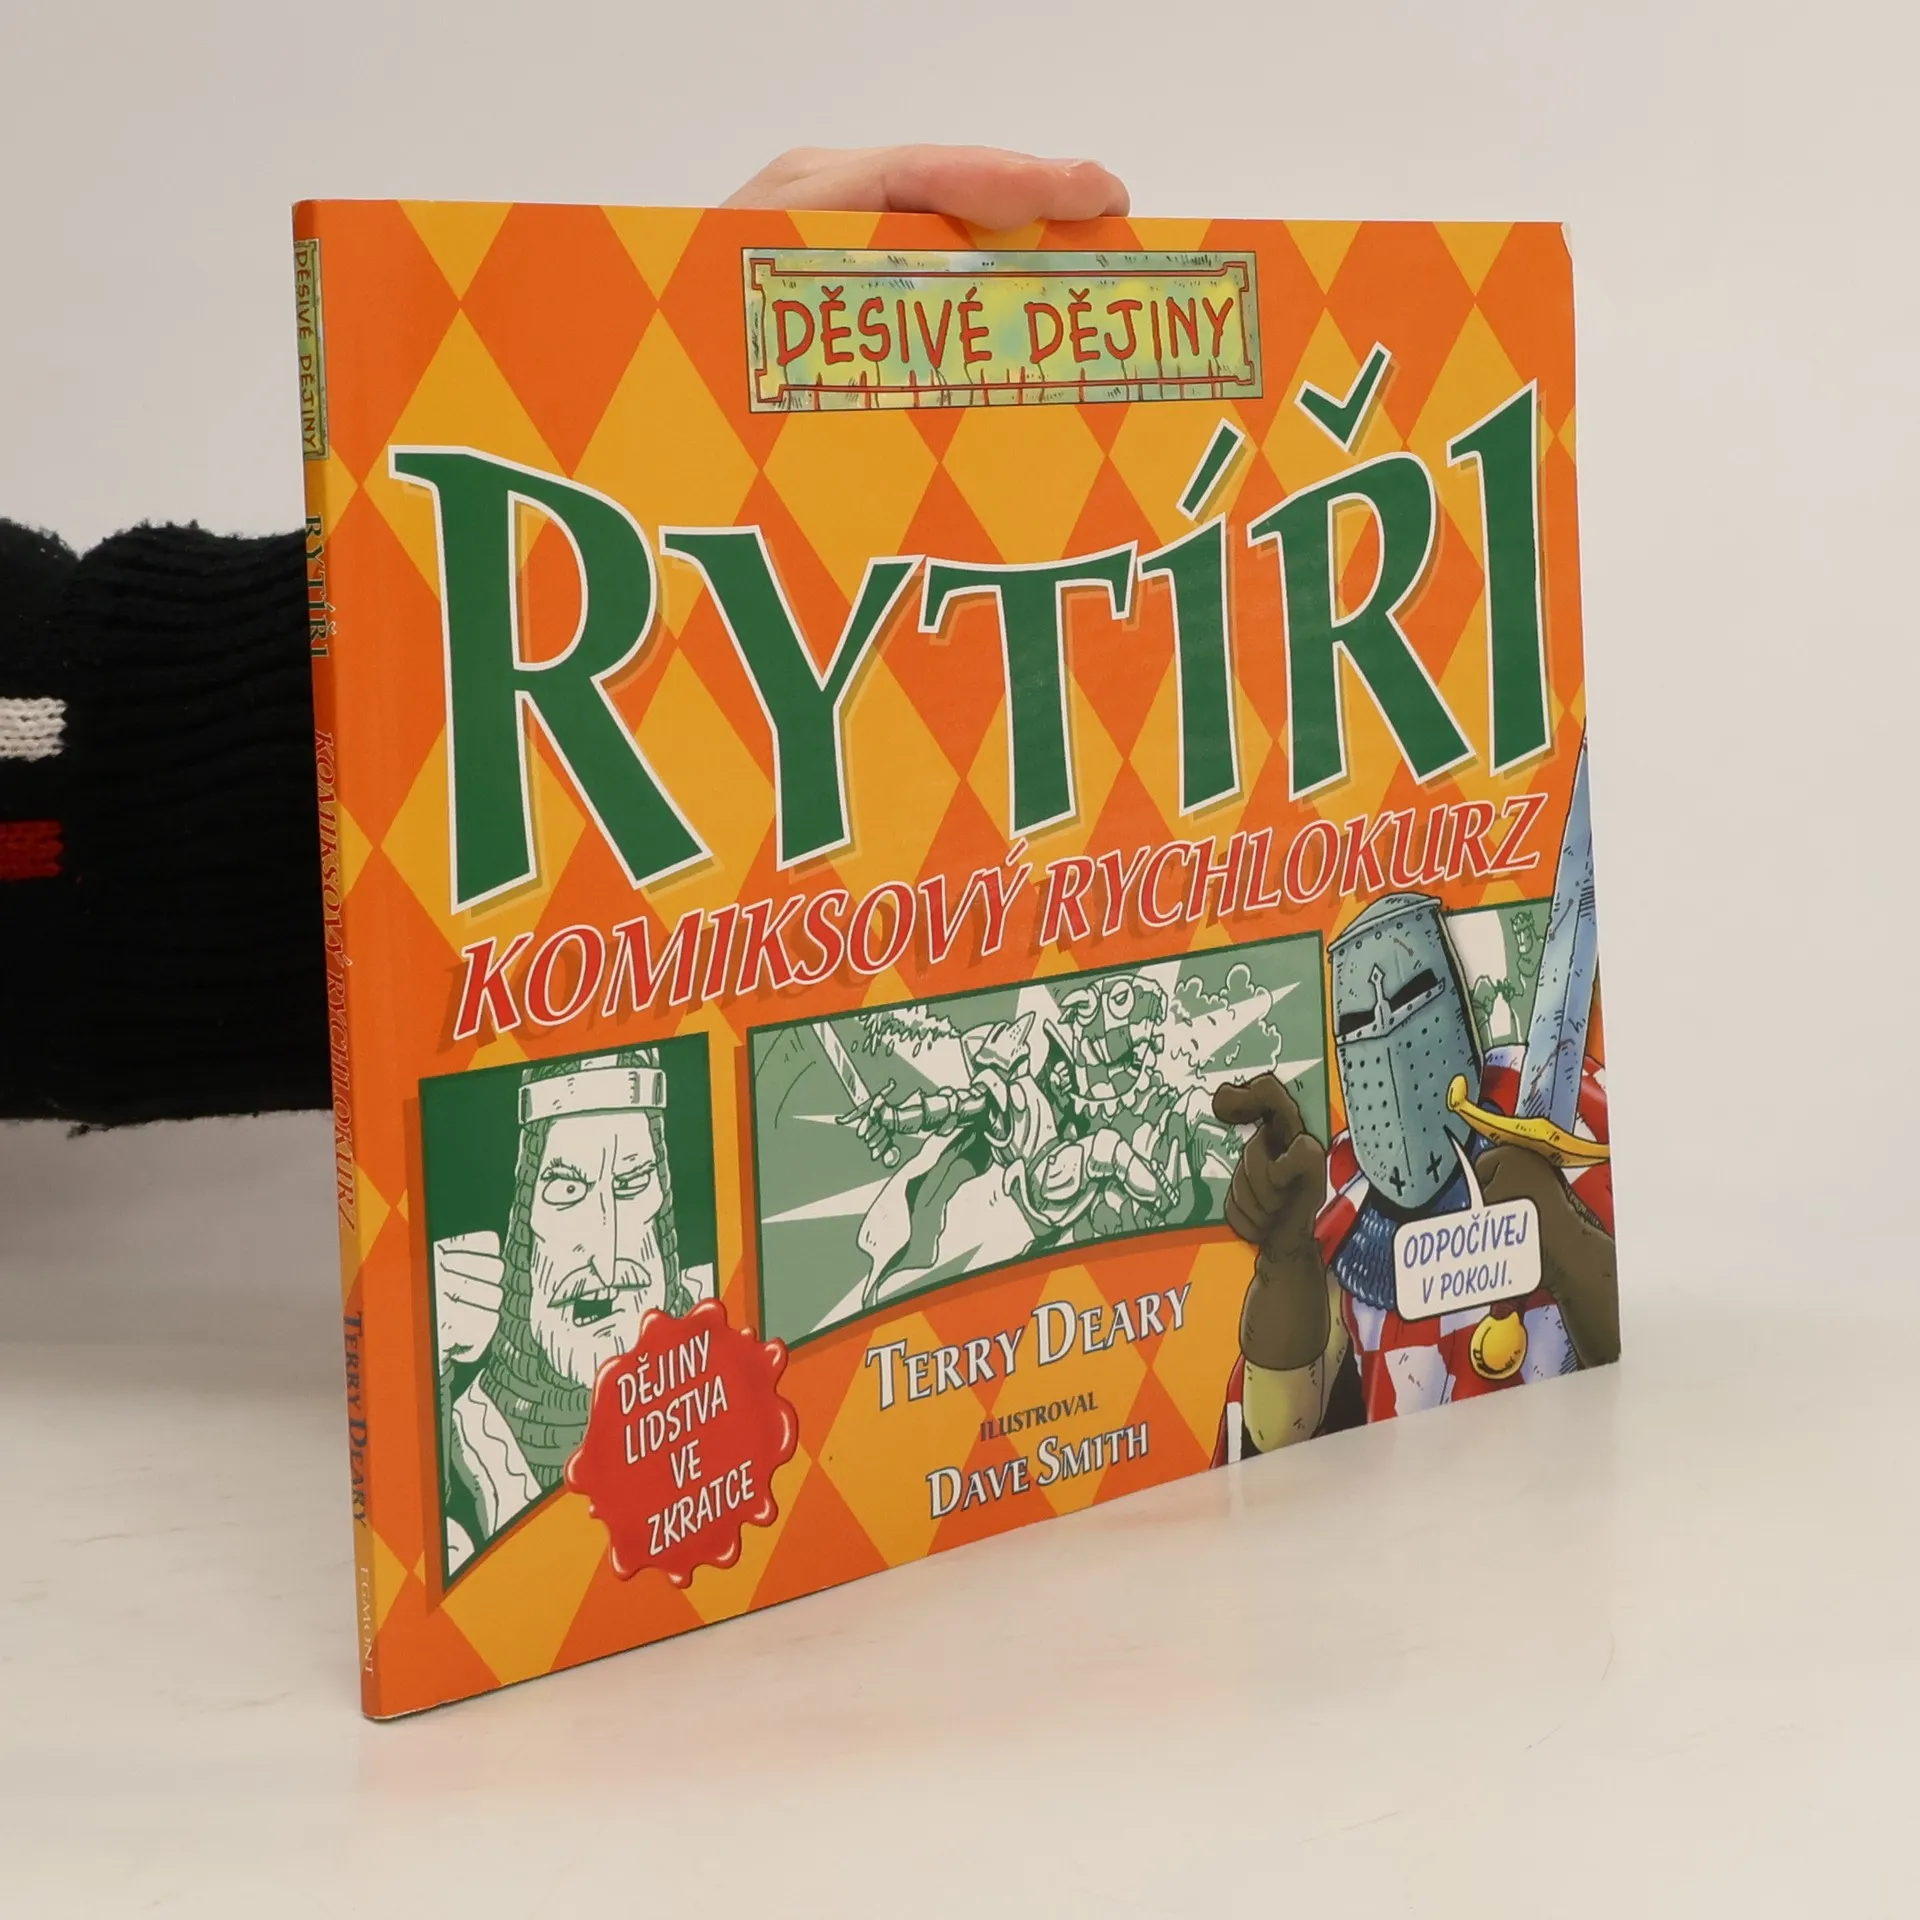 DĚSIVÉ DĚJINY
RYTÍŘI
KOMIKSOVÝ RYCHLOKURZ
TERRY DEARY
EGMONT
DĚSIVÉ DĚJINY
RYTÍŘI
KOMIKSOVÝ RYCHLOKURZ
ODPOČÍVEJ
V POKOJI.
DĚJINY
LIDSTVA
VE
ZKRATCE
TERRY DEARY
ILUSTROVAL
DAVE SMITH